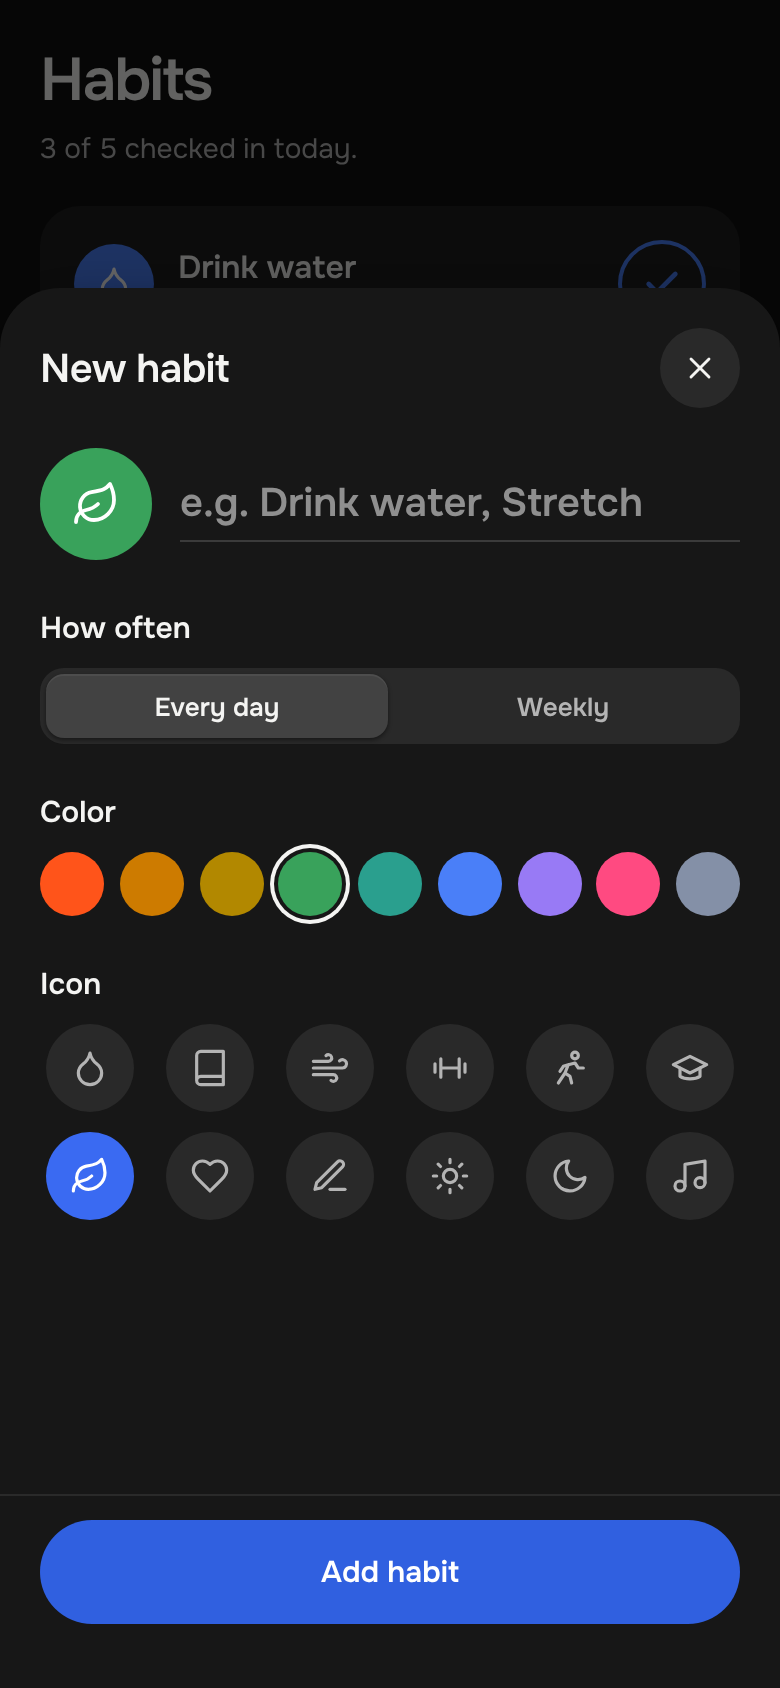 Habits
3 of 5 checked in today.
Drink water
New habit
e.g. Drink water, Stretch
How often
Every day
Weekly
Color
Icon
Add habit